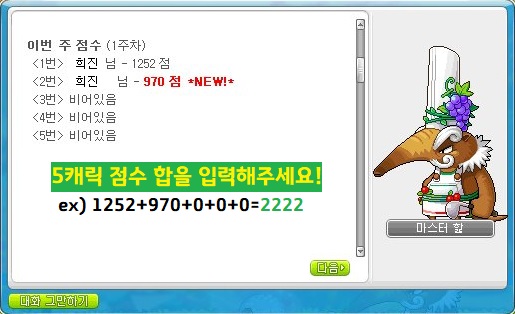 이번 주 점수 (1주차)
<1번> 희진 님 - 1252 점
<2번> 희진 님 - 970 점 *NEW!*
<3번> 비어있음
<4번> 비어있음
<5번> 비어있음
5캐릭 점수 합을 입력해주세요!
ex) 1252+970+0+0+0=2222
마스터 핥
다음
대화 그만하기